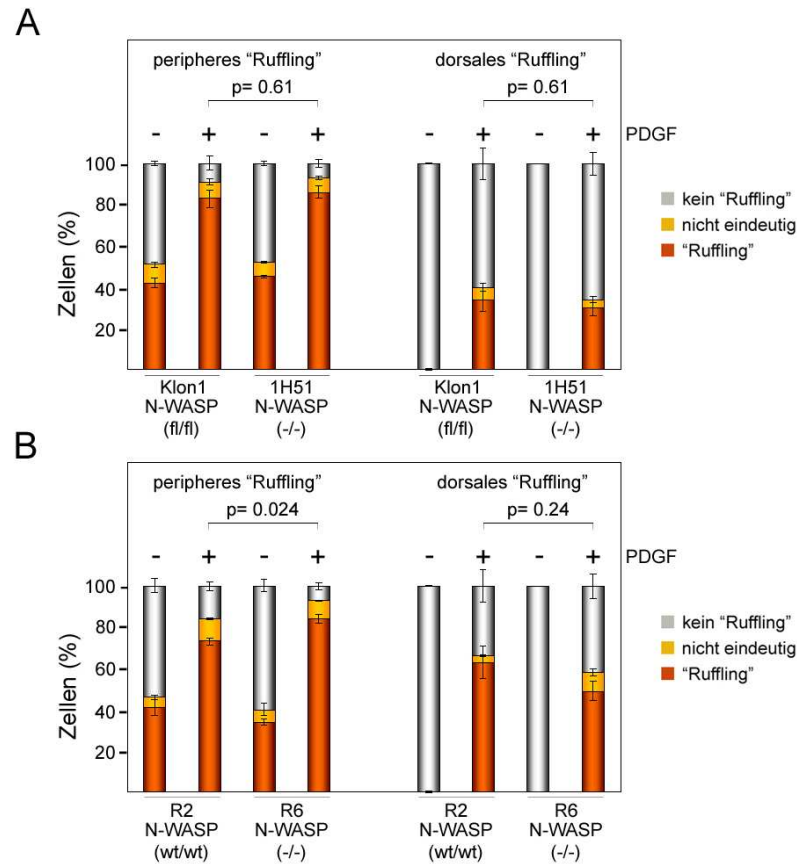 A
peripheres “Ruffling”
dorsales “Ruffling”
p= 0.61
p= 0.61
- + - + - + - + PDGF
100
80
60
40
20
Zellen (%)
kein “Ruffling”
nicht eindeutig
“Ruffling”
Klon1 1H51 Klon1 1H51
N-WASP N-WASP N-WASP N-WASP
(fl/fl) (-/-) (fl/fl) (-/-)
B
peripheres “Ruffling”
dorsales “Ruffling”
p= 0.024
p= 0.24
- + - + - + - + PDGF
100
80
60
40
20
Zellen (%)
kein “Ruffling”
nicht eindeutig
“Ruffling”
R2 R6 R2 R6
N-WASP N-WASP N-WASP N-WASP
(wt/wt) (-/-) (wt/wt) (-/-)